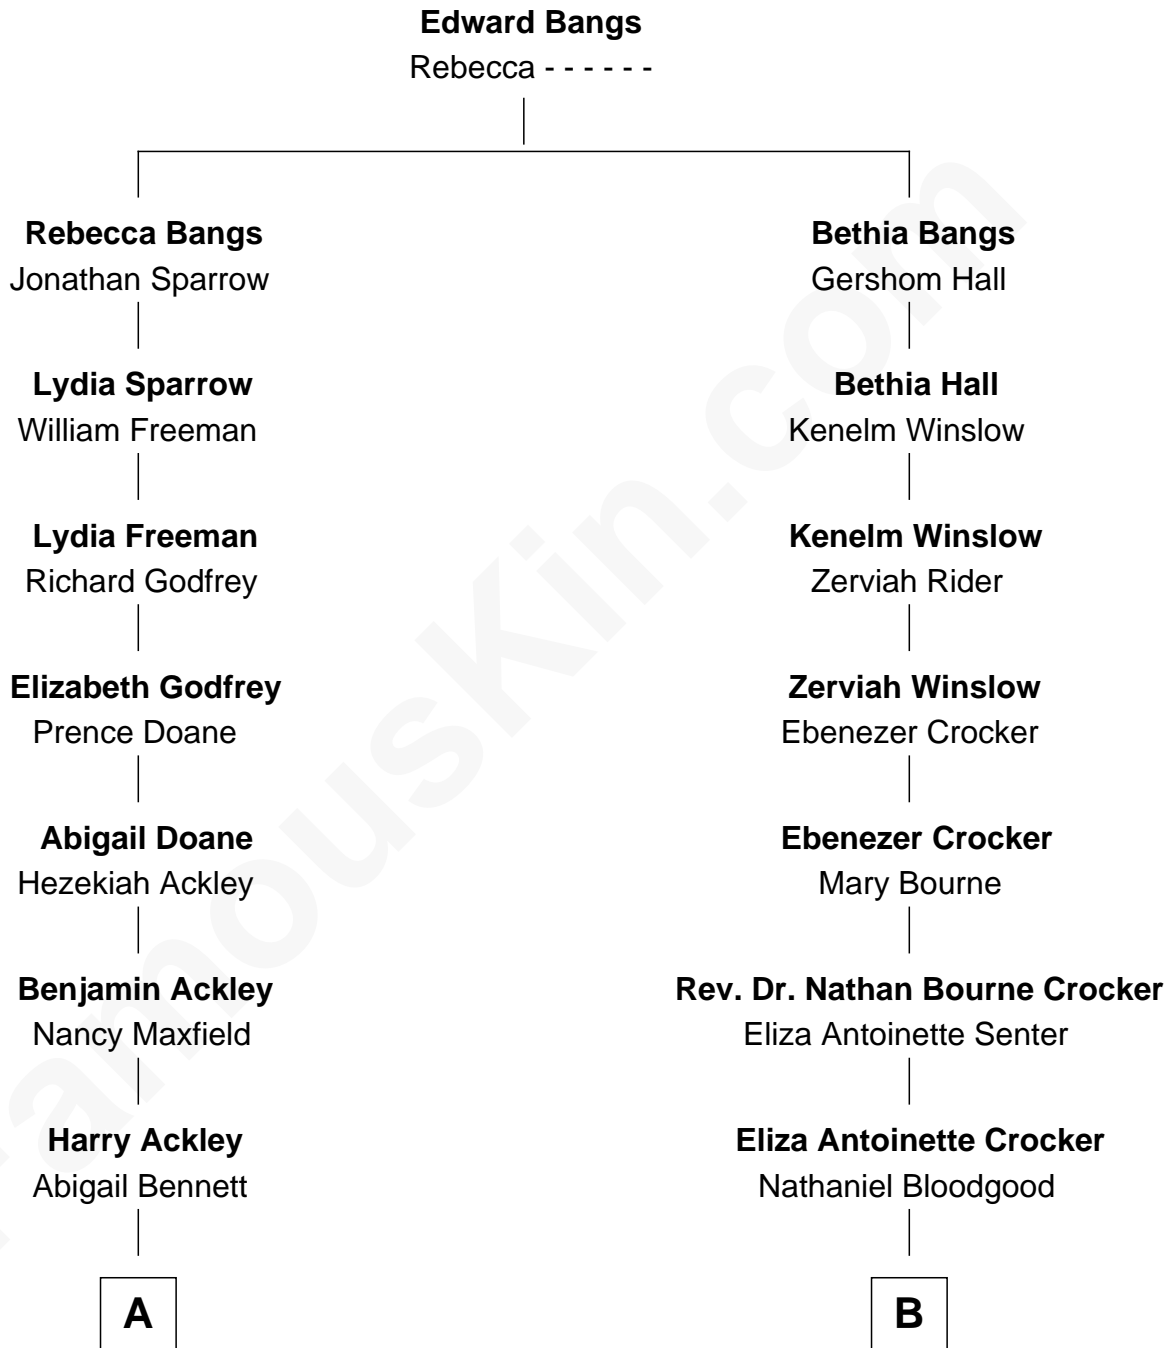 Edward Bangs
Rebecca - - - - - -
Rebecca Bangs
Jonathan Sparrow
Bethia Bangs
Gershom Hall
Lydia Sparrow
William Freeman
Bethia Hall
Kenelm Winslow
Lydia Freeman
Richard Godfrey
Kenelm Winslow
Zerviah Rider
Elizabeth Godfrey
Prence Doane
Zerviah Winslow
Ebenezer Crocker
Abigail Doane
Hezekiah Ackley
Ebenezer Crocker
Mary Bourne
Benjamin Ackley
Nancy Maxfield
Rev. Dr. Nathan Bourne Crocker
Eliza Antoinette Senter
Harry Ackley
Abigail Bennett
Eliza Antoinette Crocker
Nathaniel Bloodgood
A
B
FamousKin.com